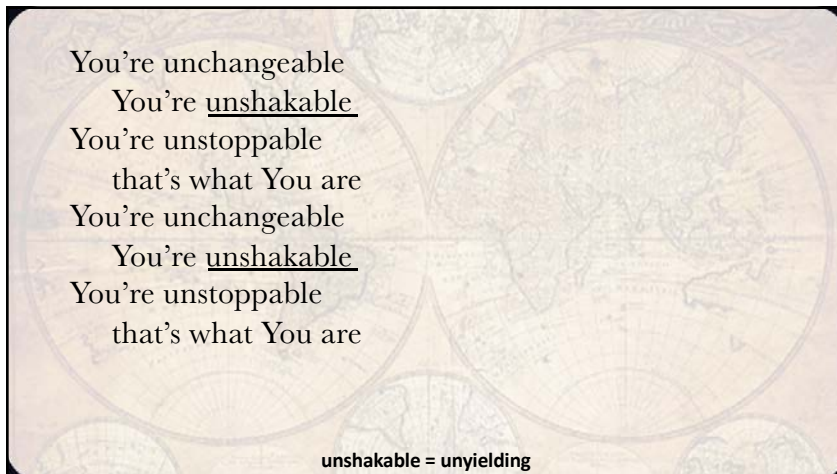 You’re unchangeable
You’re unshakable
You’re unstoppable
that’s what You are
You’re unchangeable
You’re unshakable
You’re unstoppable
that’s what You are
unshakable = unyielding